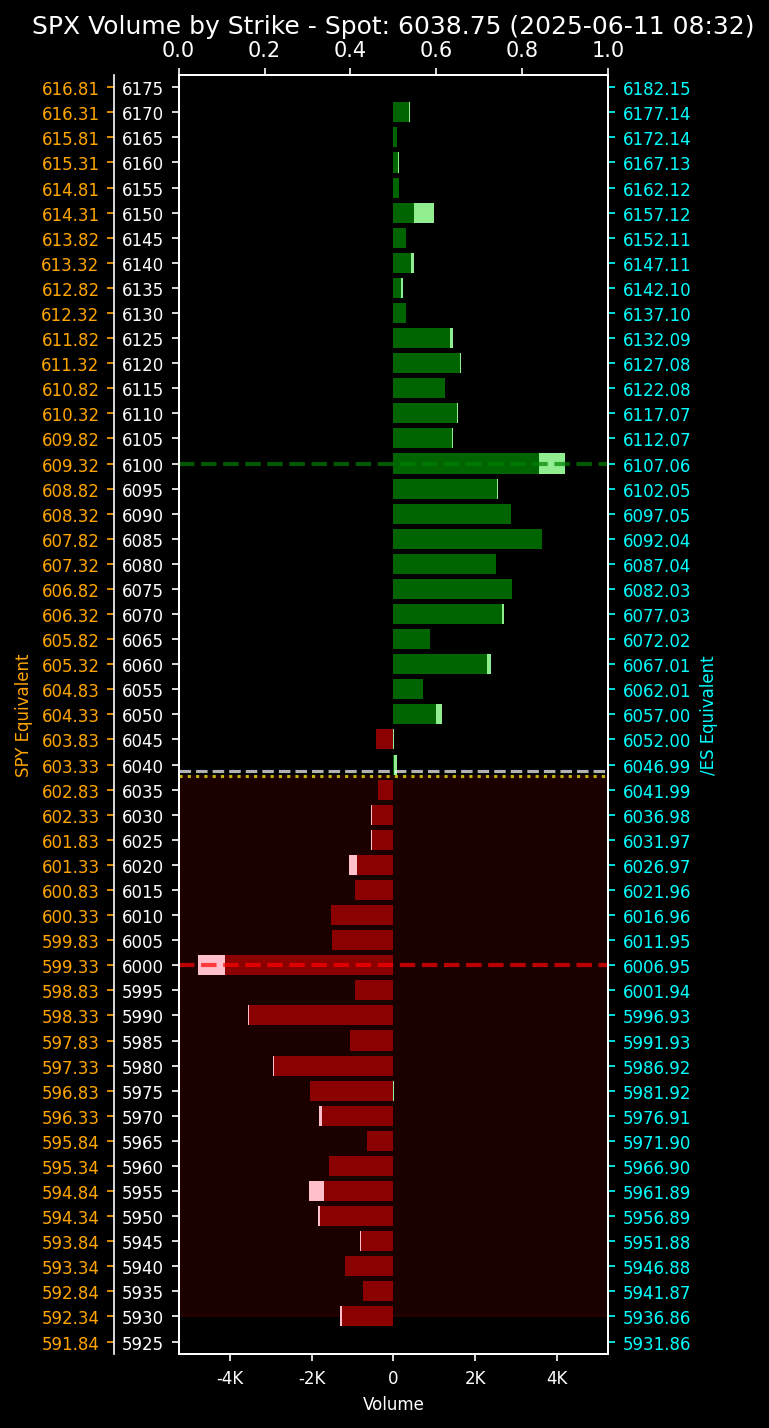 SPX Volume by Strike - Spot: 6038.75 (2025-06-11 08:32)
0.0 0.2 0.4 0.6 0.8 1.0
616.81 6175 6182.15
616.31 6170 6177.14
615.81 6165 6172.14
615.31 6160 6167.13
614.81 6155 6162.12
614.31 6150 6157.12
613.82 6145 6152.11
613.32 6140 6147.11
612.82 6135 6142.10
612.32 6130 6137.10
611.82 6125 6132.09
611.32 6120 6127.08
610.82 6115 6122.08
610.32 6110 6117.07
609.82 6105 6112.07
609.32 6100 6107.06
608.82 6095 6102.05
608.32 6090 6097.05
607.82 6085 6092.04
607.32 6080 6087.04
606.82 6075 6082.03
606.32 6070 6077.03
605.82 6065 6072.02
605.32 6060 6067.01
604.83 6055 6062.01
604.33 6050 6057.00
603.83 6045 6052.00
603.33 6040 6046.99
602.83 6035 6041.99
602.33 6030 6036.98
601.83 6025 6031.97
601.33 6020 6026.97
600.83 6015 6021.96
600.33 6010 6016.96
599.83 6005 6011.95
599.33 6000 6006.95
598.83 5995 6001.94
598.33 5990 5996.93
597.83 5985 5991.93
597.33 5980 5986.92
596.83 5975 5981.92
596.33 5970 5976.91
595.84 5965 5971.90
595.34 5960 5966.90
594.84 5955 5961.89
594.34 5950 5956.89
593.84 5945 5951.88
593.34 5940 5946.88
592.84 5935 5941.87
592.34 5930 5936.86
591.84 5925 5931.86
SPY Equivalent
/ES Equivalent
-4K -2K 0 2K 4K
Volume